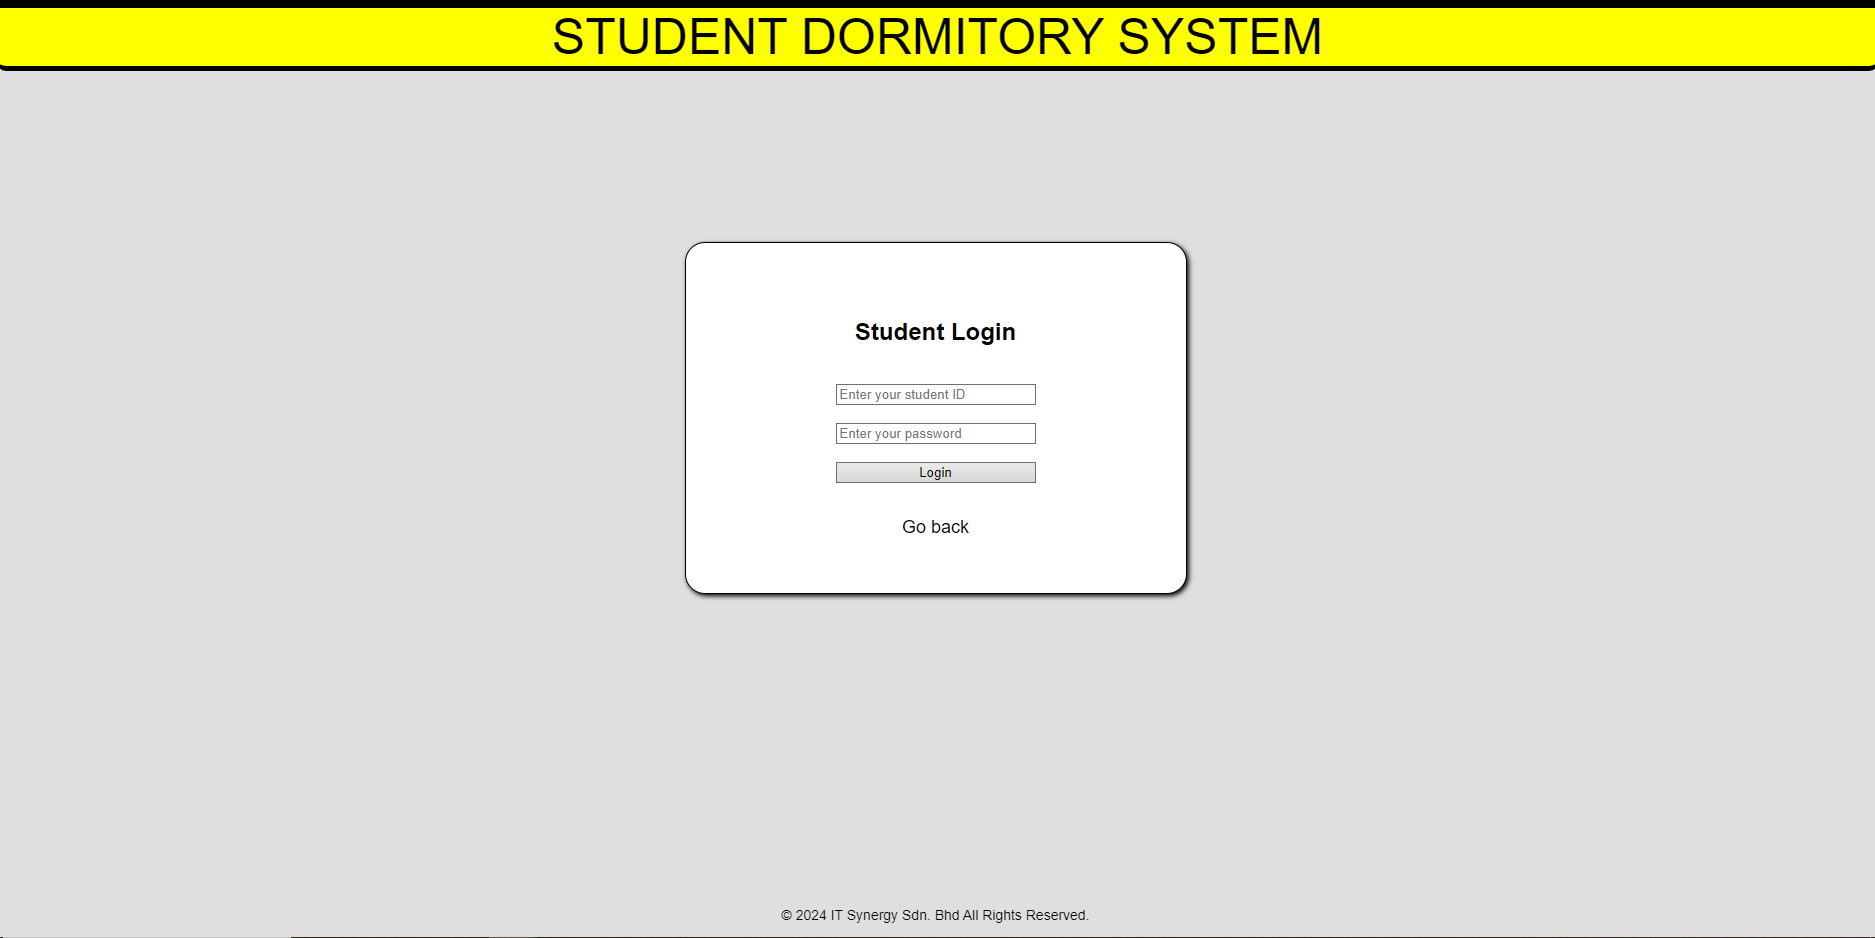 STUDENT DORMITORY SYSTEM
Student Login
Enter your student ID
Enter your password
Login
Go back
© 2024 IT Synergy Sdn. Bhd All Rights Reserved.